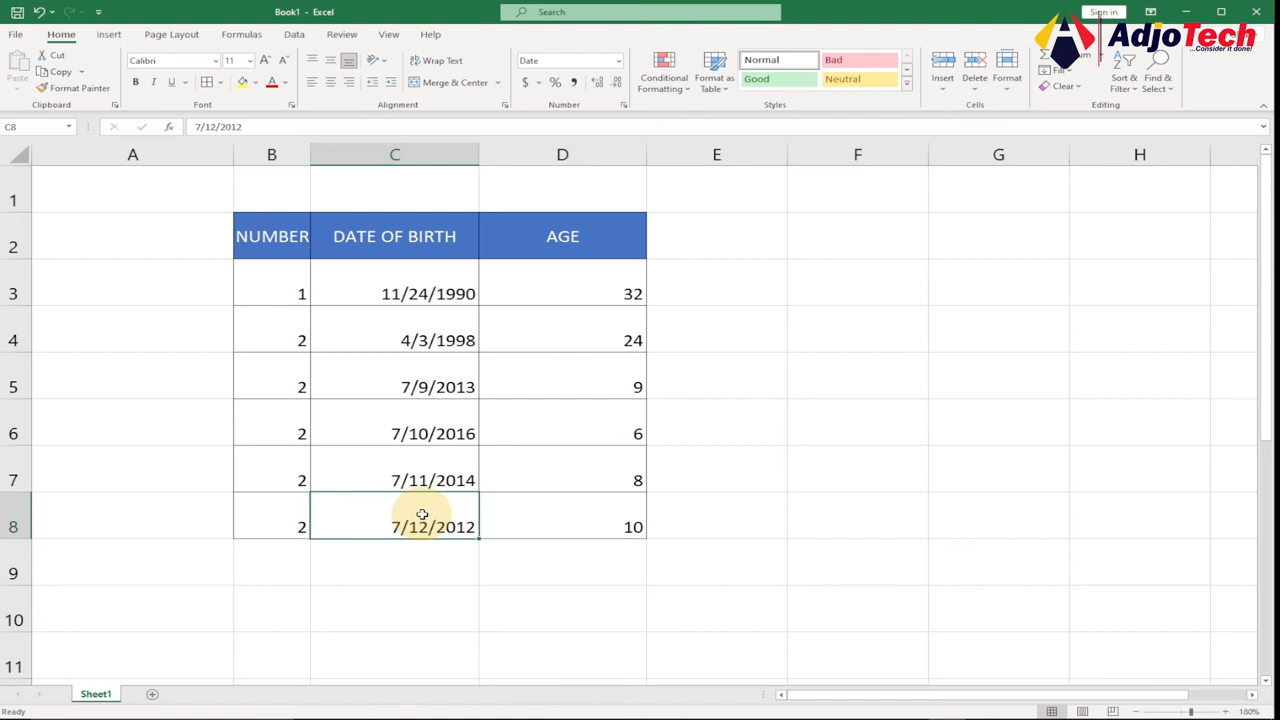 Book1 - Excel
Search
Sign in
File Home Insert Page Layout Formulas Data Review View Help
AdjoTech
...Consider it done!
Paste
Cut
Copy
Format Painter
Calibri 11
B I U
Wrap Text
Merge & Center
Date
$ % ,
Conditional Formatting
Format as Table
Normal Bad
Good Neutral
Insert Delete Format
Fill
Clear
Sort & Filter
Find & Select
Clipboard Font Alignment Number Styles Cells Editing
C8 fx 7/12/2012
A B C D E F G H
1
2 NUMBER DATE OF BIRTH AGE
3 1 11/24/1990 32
4 2 4/3/1998 24
5 2 7/9/2013 9
6 2 7/10/2016 6
7 2 7/11/2014 8
8 2 7/12/2012 10
9
10
11
Sheet1
Ready 180%